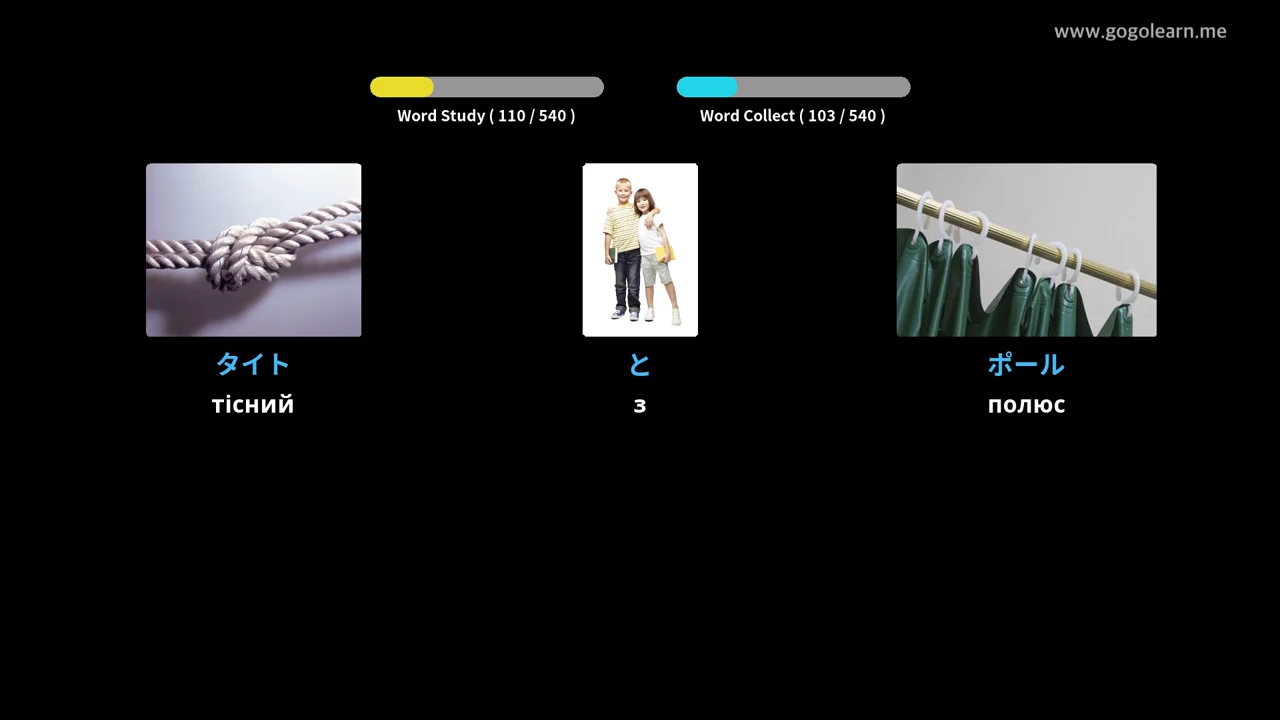 www.gogolearn.me
Word Study ( 110 / 540 )
Word Collect ( 103 / 540 )
タイト
と
ポール
тісний
з
полюс